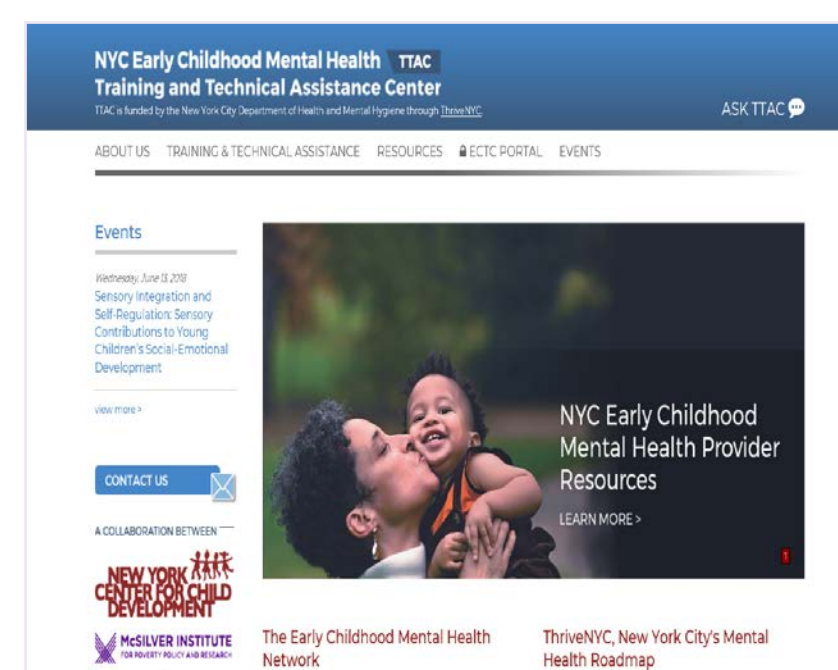 NYC Early Childhood Mental Health TTAC
Training and Technical Assistance Center
TTAC is funded by the New York City Department of Health and Mental Hygiene through ThriveNYC
ASK TTAC
ABOUT US TRAINING & TECHNICAL ASSISTANCE RESOURCES ECTC PORTAL EVENTS
Events
Wednesday, June 13, 2018
Sensory Integration and
Self-Regulation: Sensory
Contributions to Young
Children's Social-Emotional
Development
view more >
CONTACT US
A COLLABORATION BETWEEN
NEW YORK
CENTER FOR CHILD
DEVELOPMENT
McSILVER INSTITUTE
FOR POVERTY POLICY AND RESEARCH
NYC Early Childhood
Mental Health Provider
Resources
LEARN MORE >
The Early Childhood Mental Health
Network
ThriveNYC, New York City's Mental
Health Roadmap